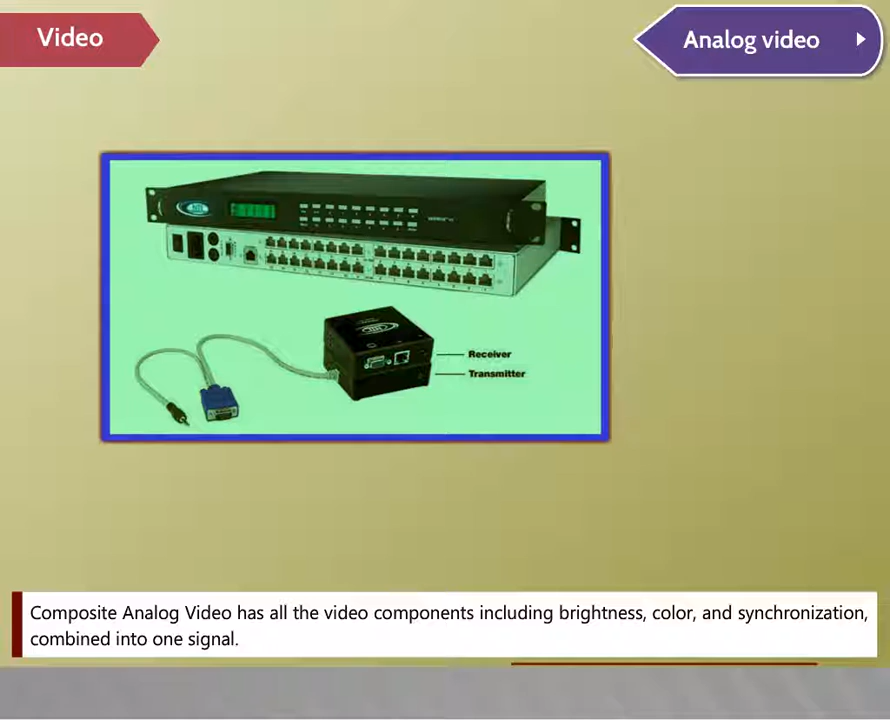 Video
Analog video
Receiver
Transmitter
Composite Analog Video has all the video components including brightness, color, and synchronization,
combined into one signal.